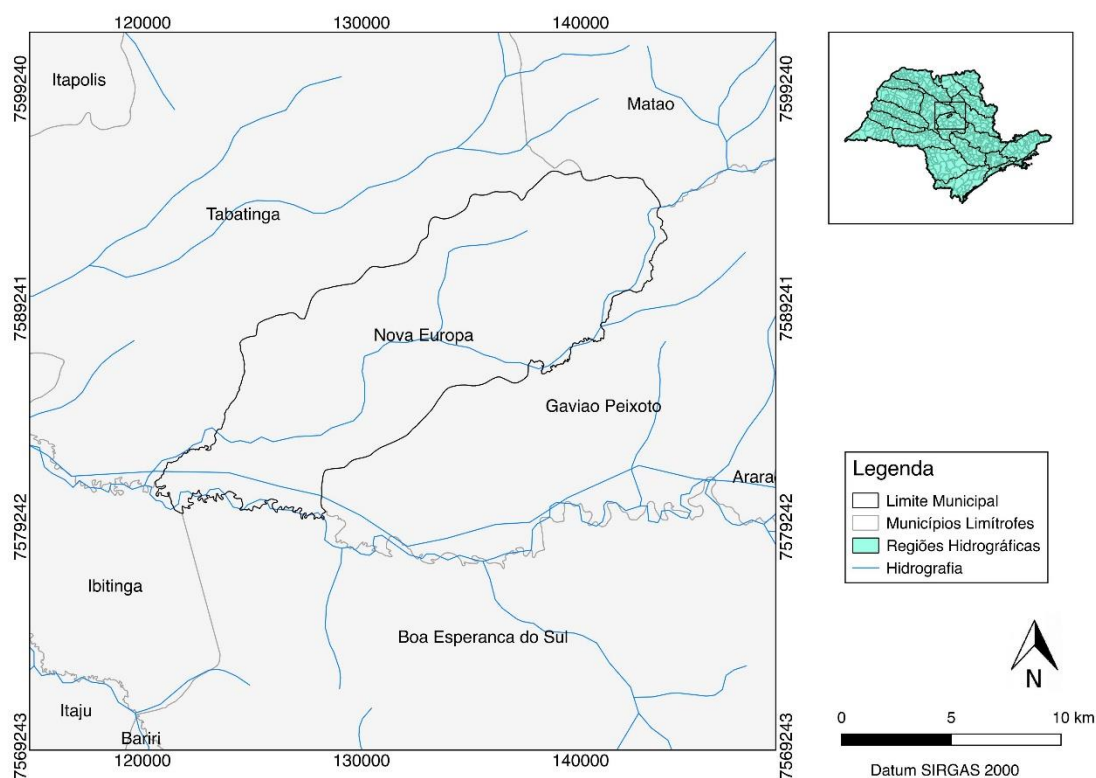 120000 130000 140000
Itapolis
7599240
7599240
Matao
Tabatinga
7589241
7589241
Nova Europa
Gaviao Peixoto
Arara
7579242
7579242
Ibitinga
Boa Esperanca do Sul
Itaju
Bariri
7569243
7569243
120000 130000 140000
Legenda
Limite Municipal
Municípios Limítrofes
Regiões Hidrográficas
Hidrografia
N
0 5 10 km
Datum SIRGAS 2000